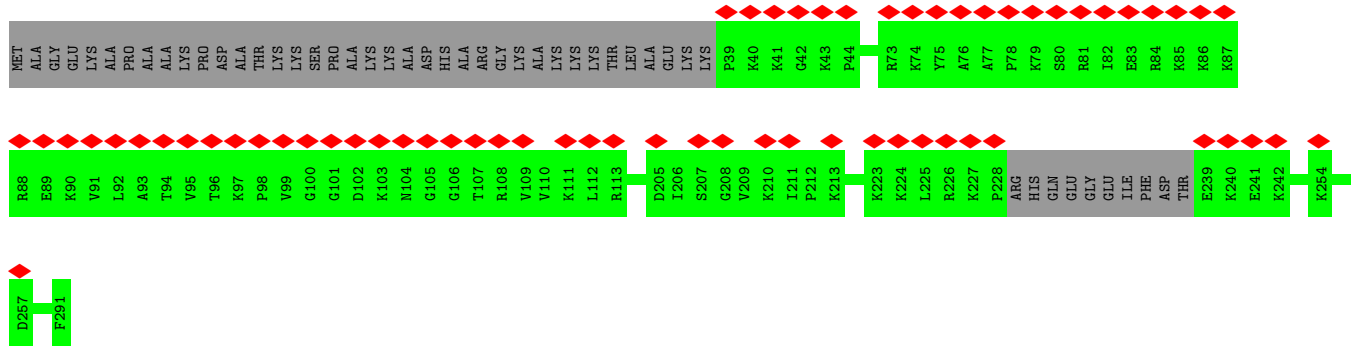 MET ALA GLY GLU LYS ALA PRO ALA ALA LYS PRO ASP ALA THR LYS LYS SER PRO ALA LYS LYS ALA ASP HIS ALA ARG GLY LYS ALA LYS LYS LYS THR LEU ALA GLU LYS LYS P39 K40 K41 G42 K43 P44 R73 K74 Y75 A76 A77 P78 K79 S80 R81 I82 E83 R84 K85 K86 K87
R88 E89 K90 V91 L92 A93 T94 V95 T96 K97 P98 V99 G100 G101 D102 K103 N104 G105 G106 T107 R108 V109 V110 K111 L112 R113 D205 I206 S207 G208 V209 K210 I211 P212 K213 K223 K224 L225 R226 K227 P228 ARG HIS GLN GLU GLY GLU ILE PHE ASP THR E239 K240 E241 K242 K254
D257 F291